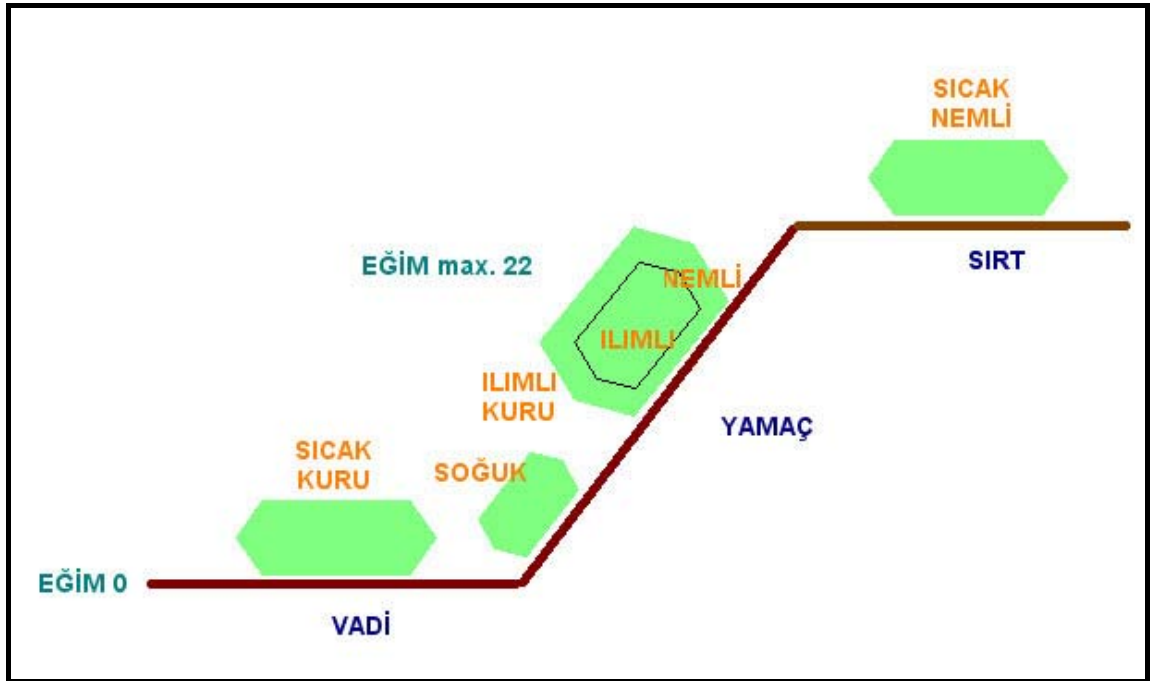 SICAK
NEMLİ
SIRT
EĞİM max. 22
NEMLİ
ILIMLI
ILIMLI
KURU
YAMAÇ
SICAK
KURU
SOĞUK
EĞİM 0
VADİ